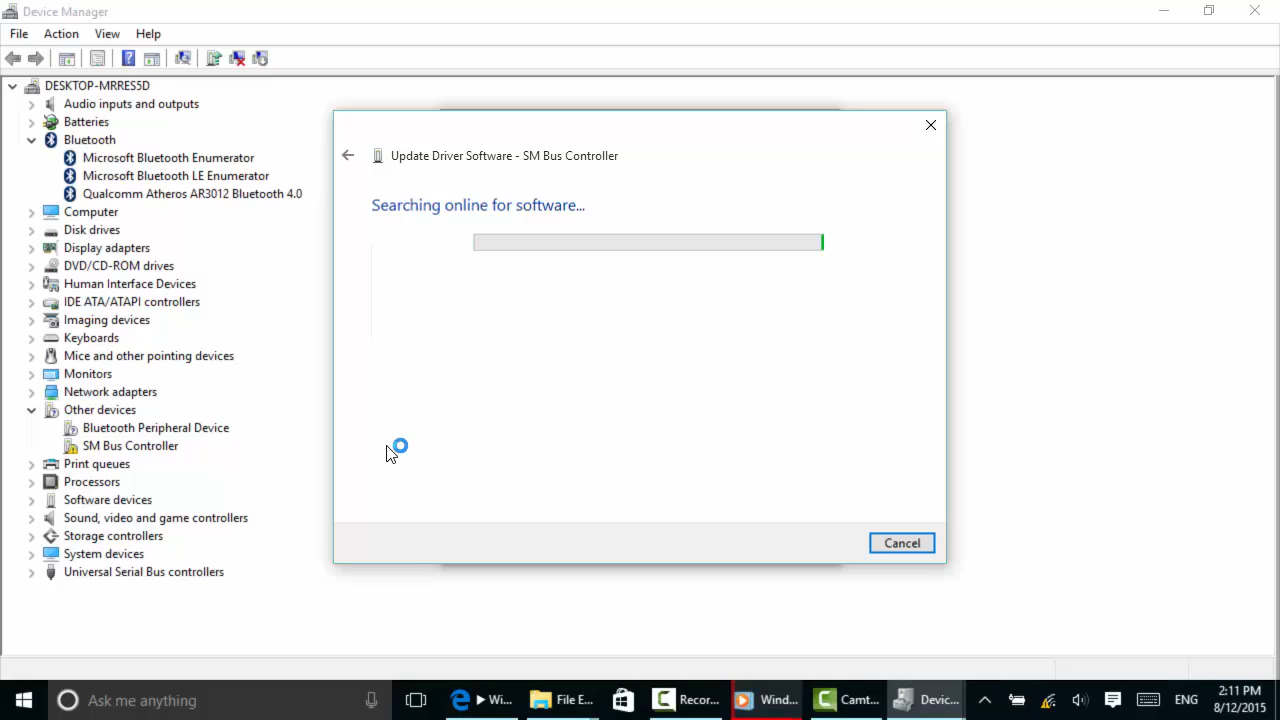 Device Manager
File Action View Help
DESKTOP-MRRES5D
Audio inputs and outputs
Batteries
Bluetooth
Microsoft Bluetooth Enumerator
Microsoft Bluetooth LE Enumerator
Qualcomm Atheros AR3012 Bluetooth 4.0
Computer
Disk drives
Display adapters
DVD/CD-ROM drives
Human Interface Devices
IDE ATA/ATAPI controllers
Imaging devices
Keyboards
Mice and other pointing devices
Monitors
Network adapters
Other devices
Bluetooth Peripheral Device
SM Bus Controller
Print queues
Processors
Software devices
Sound, video and game controllers
Storage controllers
System devices
Universal Serial Bus controllers
Update Driver Software - SM Bus Controller
Searching online for software...
Cancel
Ask me anything
Wi...
File E...
Recor...
Wind...
Camt...
Devic...
ENG
2:11 PM
8/12/2015